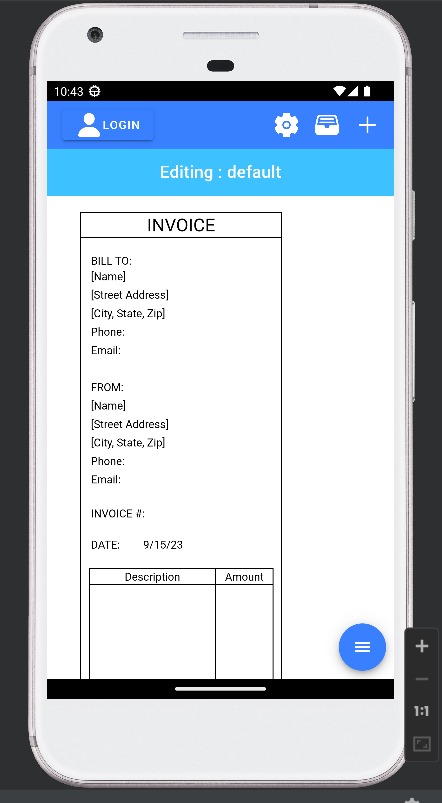 10:43
LOGIN
Editing : default
INVOICE
BILL TO:
[Name]
[Street Address]
[City, State, Zip]
Phone:
Email:
FROM:
[Name]
[Street Address]
[City, State, Zip]
Phone:
Email:
INVOICE #:
DATE: 9/15/23
Description Amount
1:1